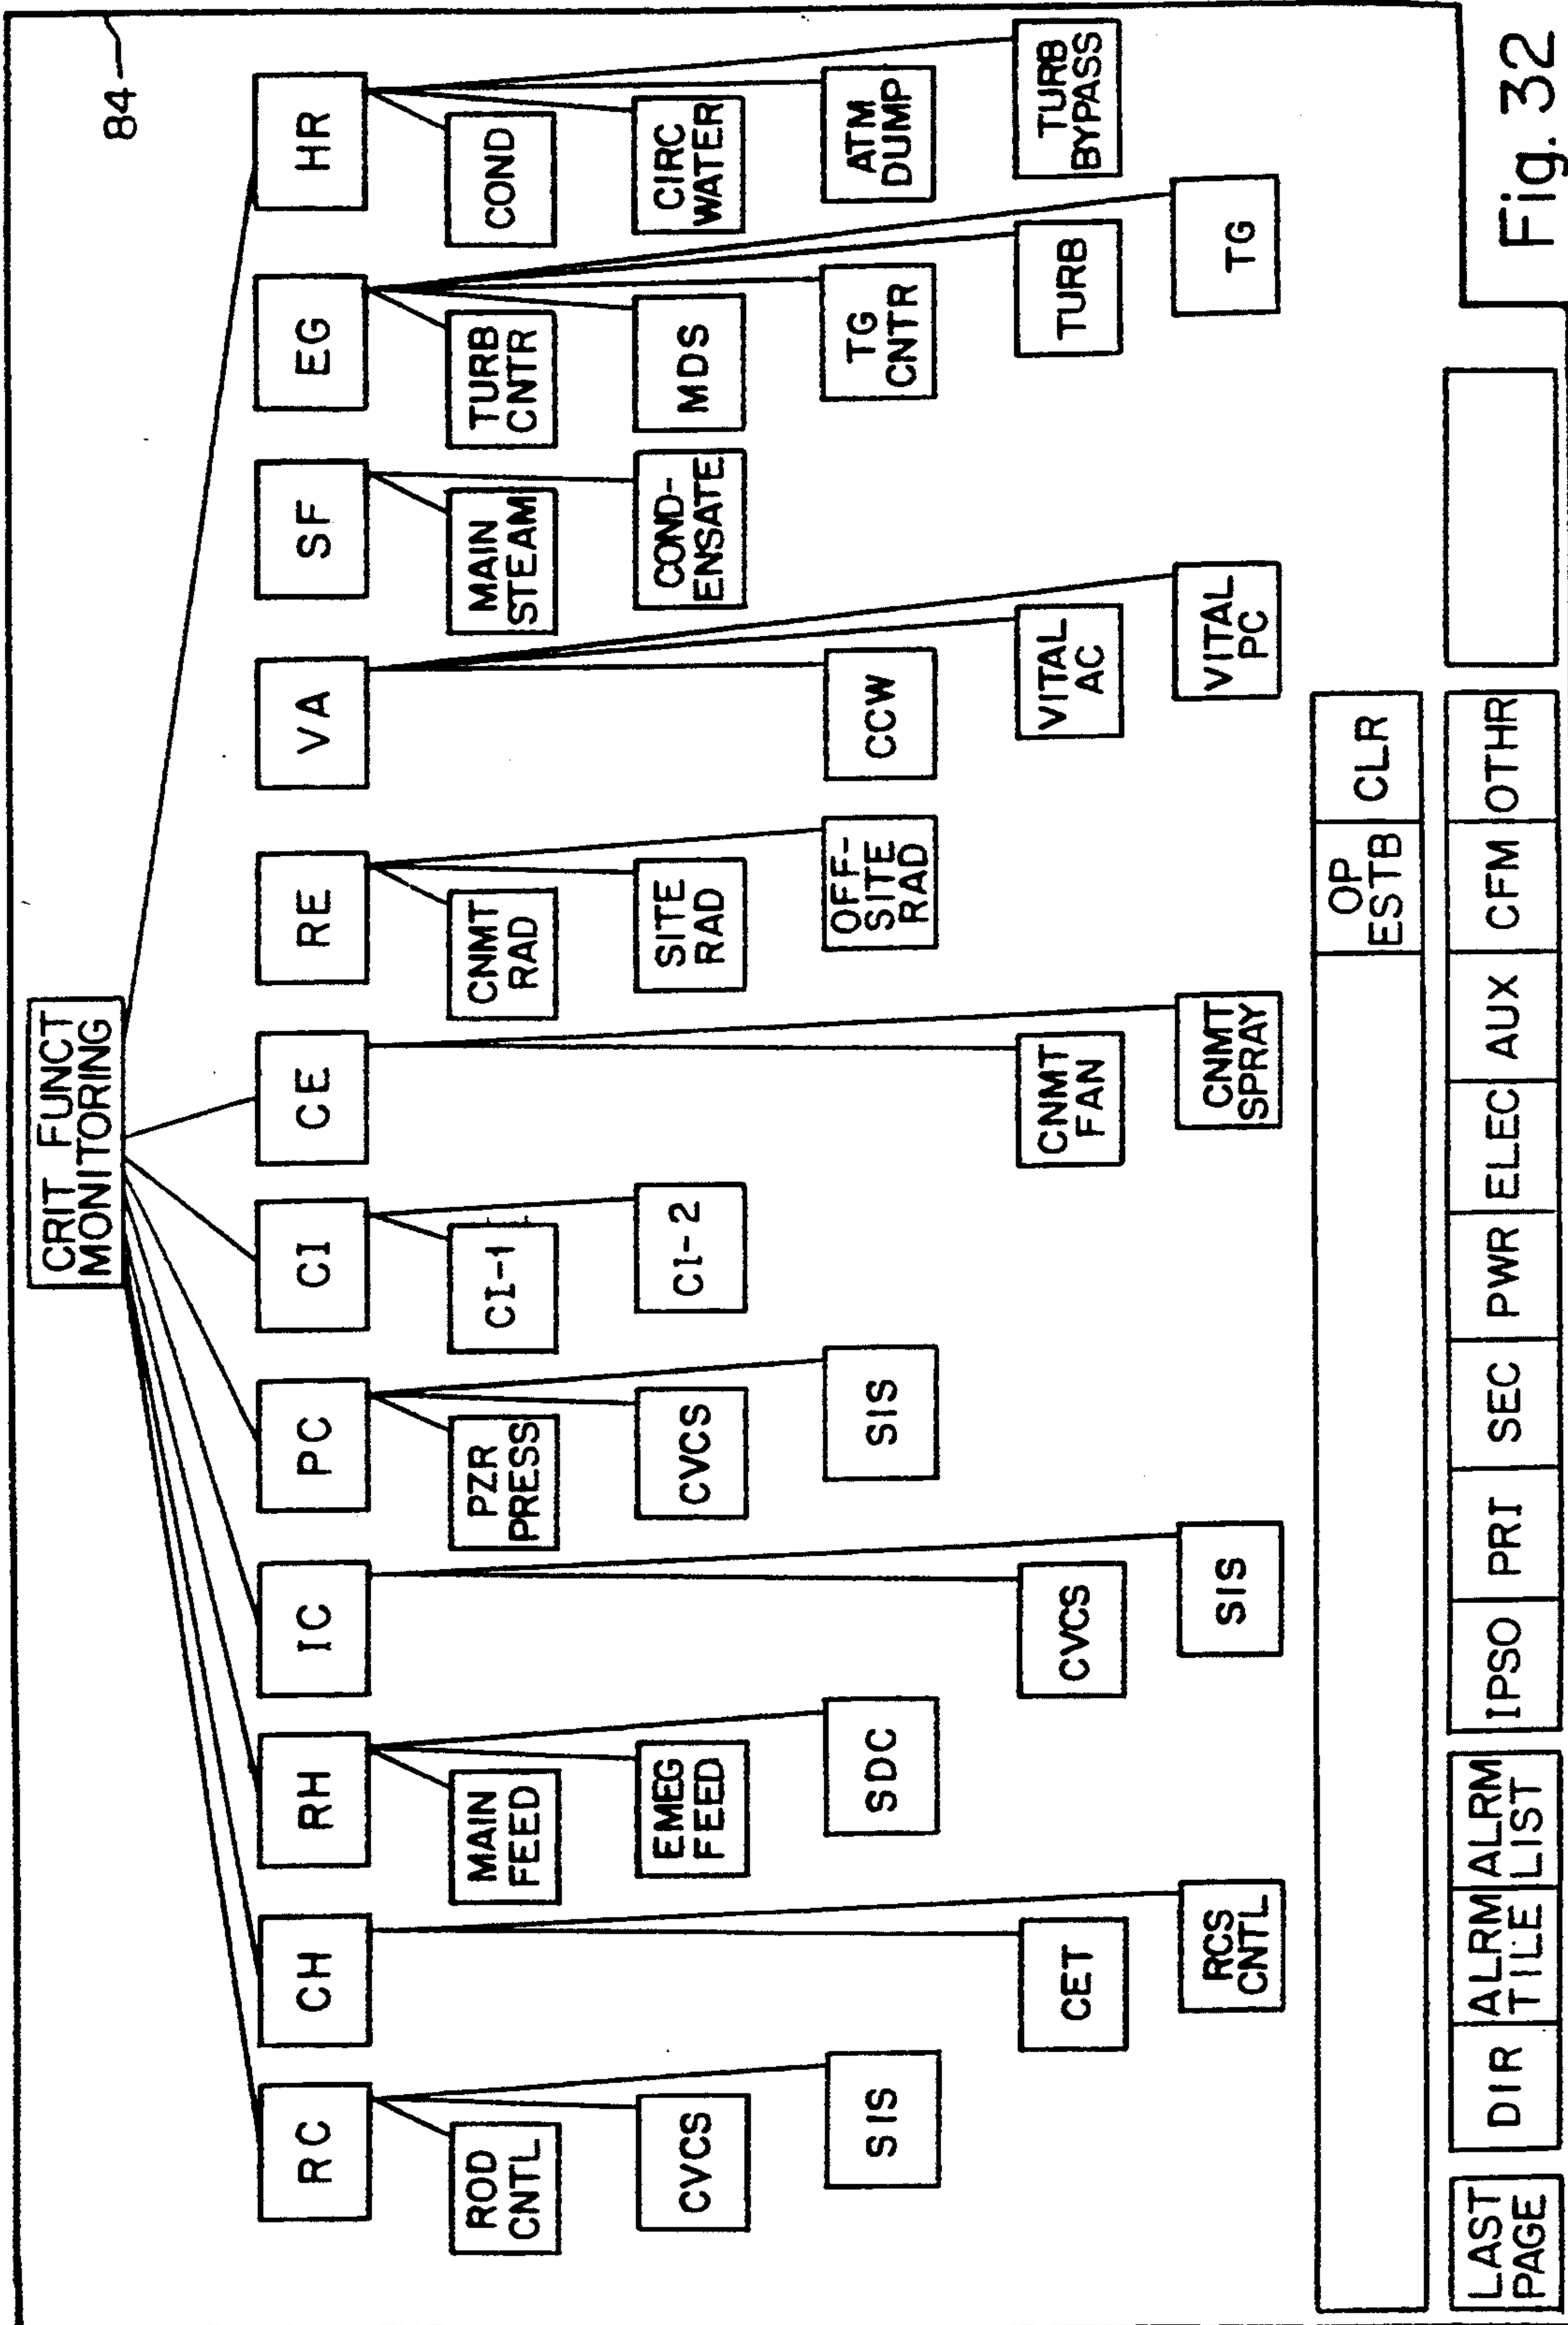 84
CRIT FUNCT
MONITORING
RC
CH
RH
IC
PC
CI
CE
RE
VA
SF
EG
HR
ROD
CNTL
MAIN
FEED
PZR
PRESS
CI-1
CNMT
RAD
MAIN
STEAM
TURB
CNTR
COND
CVCS
EMEG
FEED
CVCS
CI-2
SITE
RAD
COND-
ENSATE
MDS
CIRC
WATER
SIS
SDC
SIS
OFF-
SITE
RAD
CCW
TG
CNTR
ATM
DUMP
CET
CVCS
CNMT
FAN
VITAL
AC
TURB
TURB
BYPASS
RCS
CNTL
SIS
CNMT
SPRAY
VITAL
PC
TG
OP
ESTB
CLR
LAST
PAGE
DIR
ALRM
TILE
ALRM
LIST
IPSO
PRI
SEC
PWR
ELEC
AUX
CFM
OTHR
Fig. 32